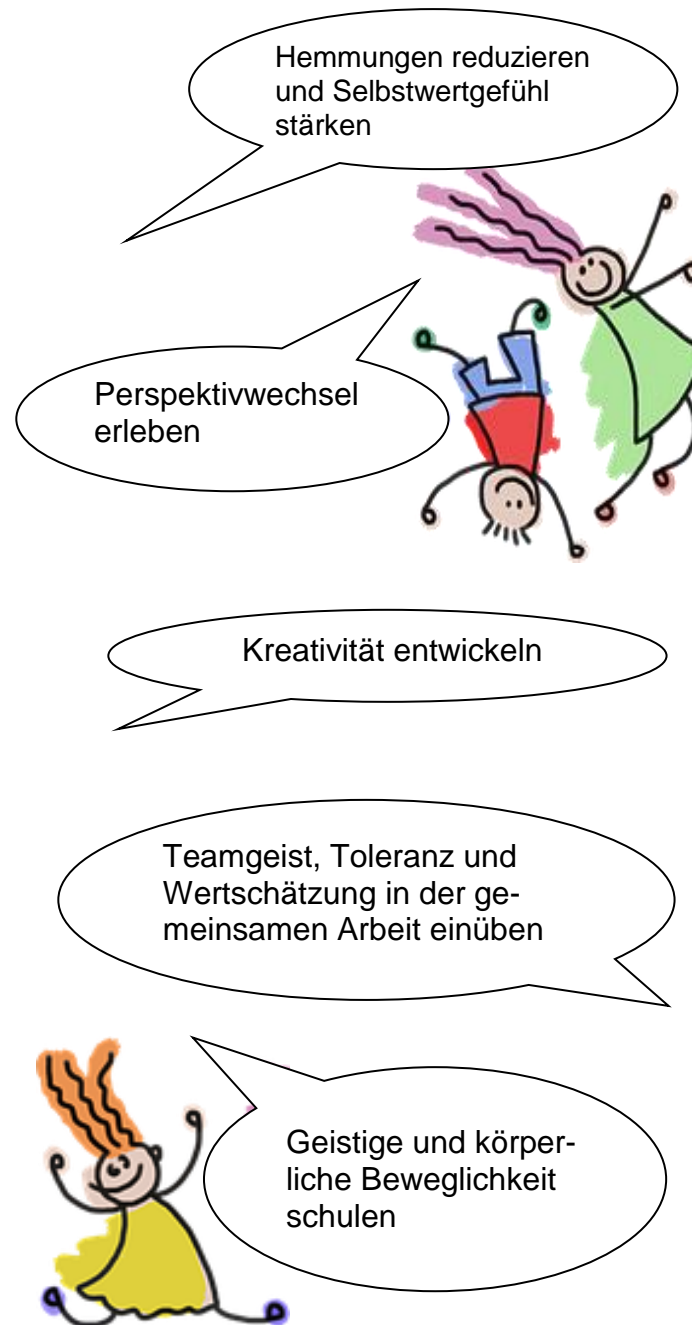 Hemmungen reduzieren
und Selbstwertgefühl
stärken
Perspektivwechsel
erleben
Kreativität entwickeln
Teamgeist, Toleranz und
Wertschätzung in der ge-
meinsamen Arbeit einüben
Geistige und körper-
liche Beweglichkeit
schulen